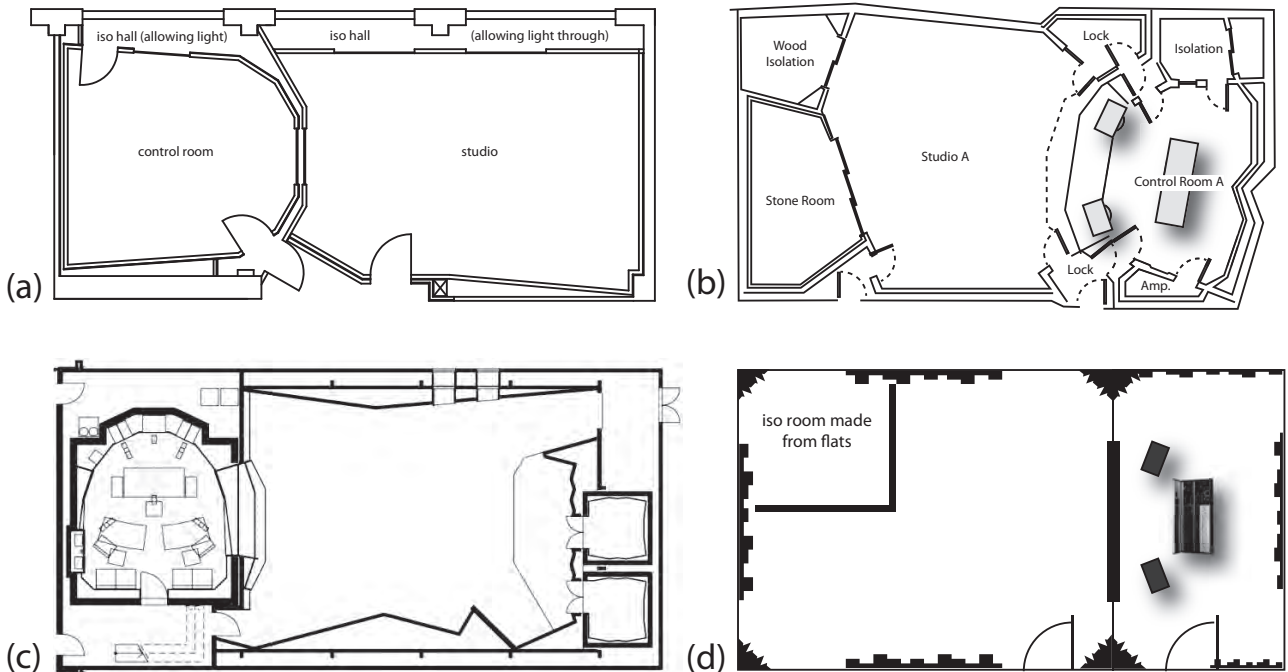 iso hall (allowing light)
iso hall
(allowing light through)
control room
studio
(a)
Wood
Isolation
Lock
Isolation
Studio A
Control Room A
Stone Room
Lock
Amp.
(b)
(c)
iso room made
from flats
(d)